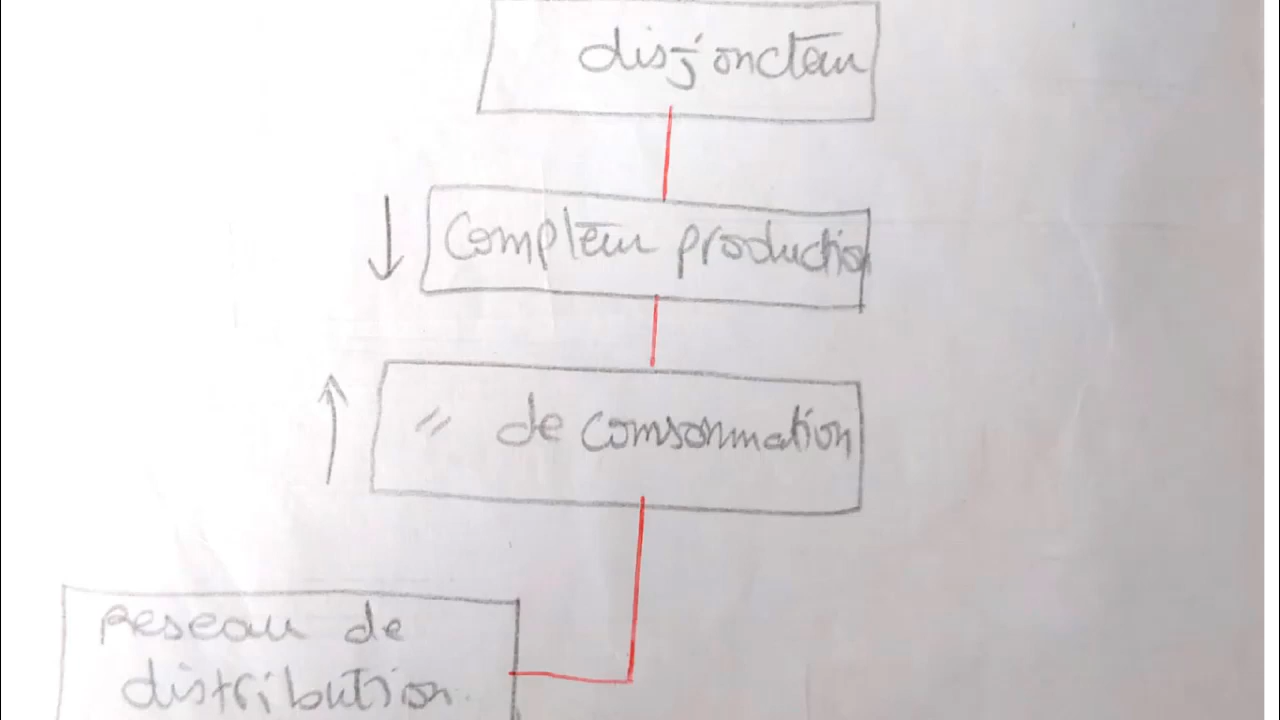 disjoncteur
Compteur production
〃 de consommation
Reseau de
distribution